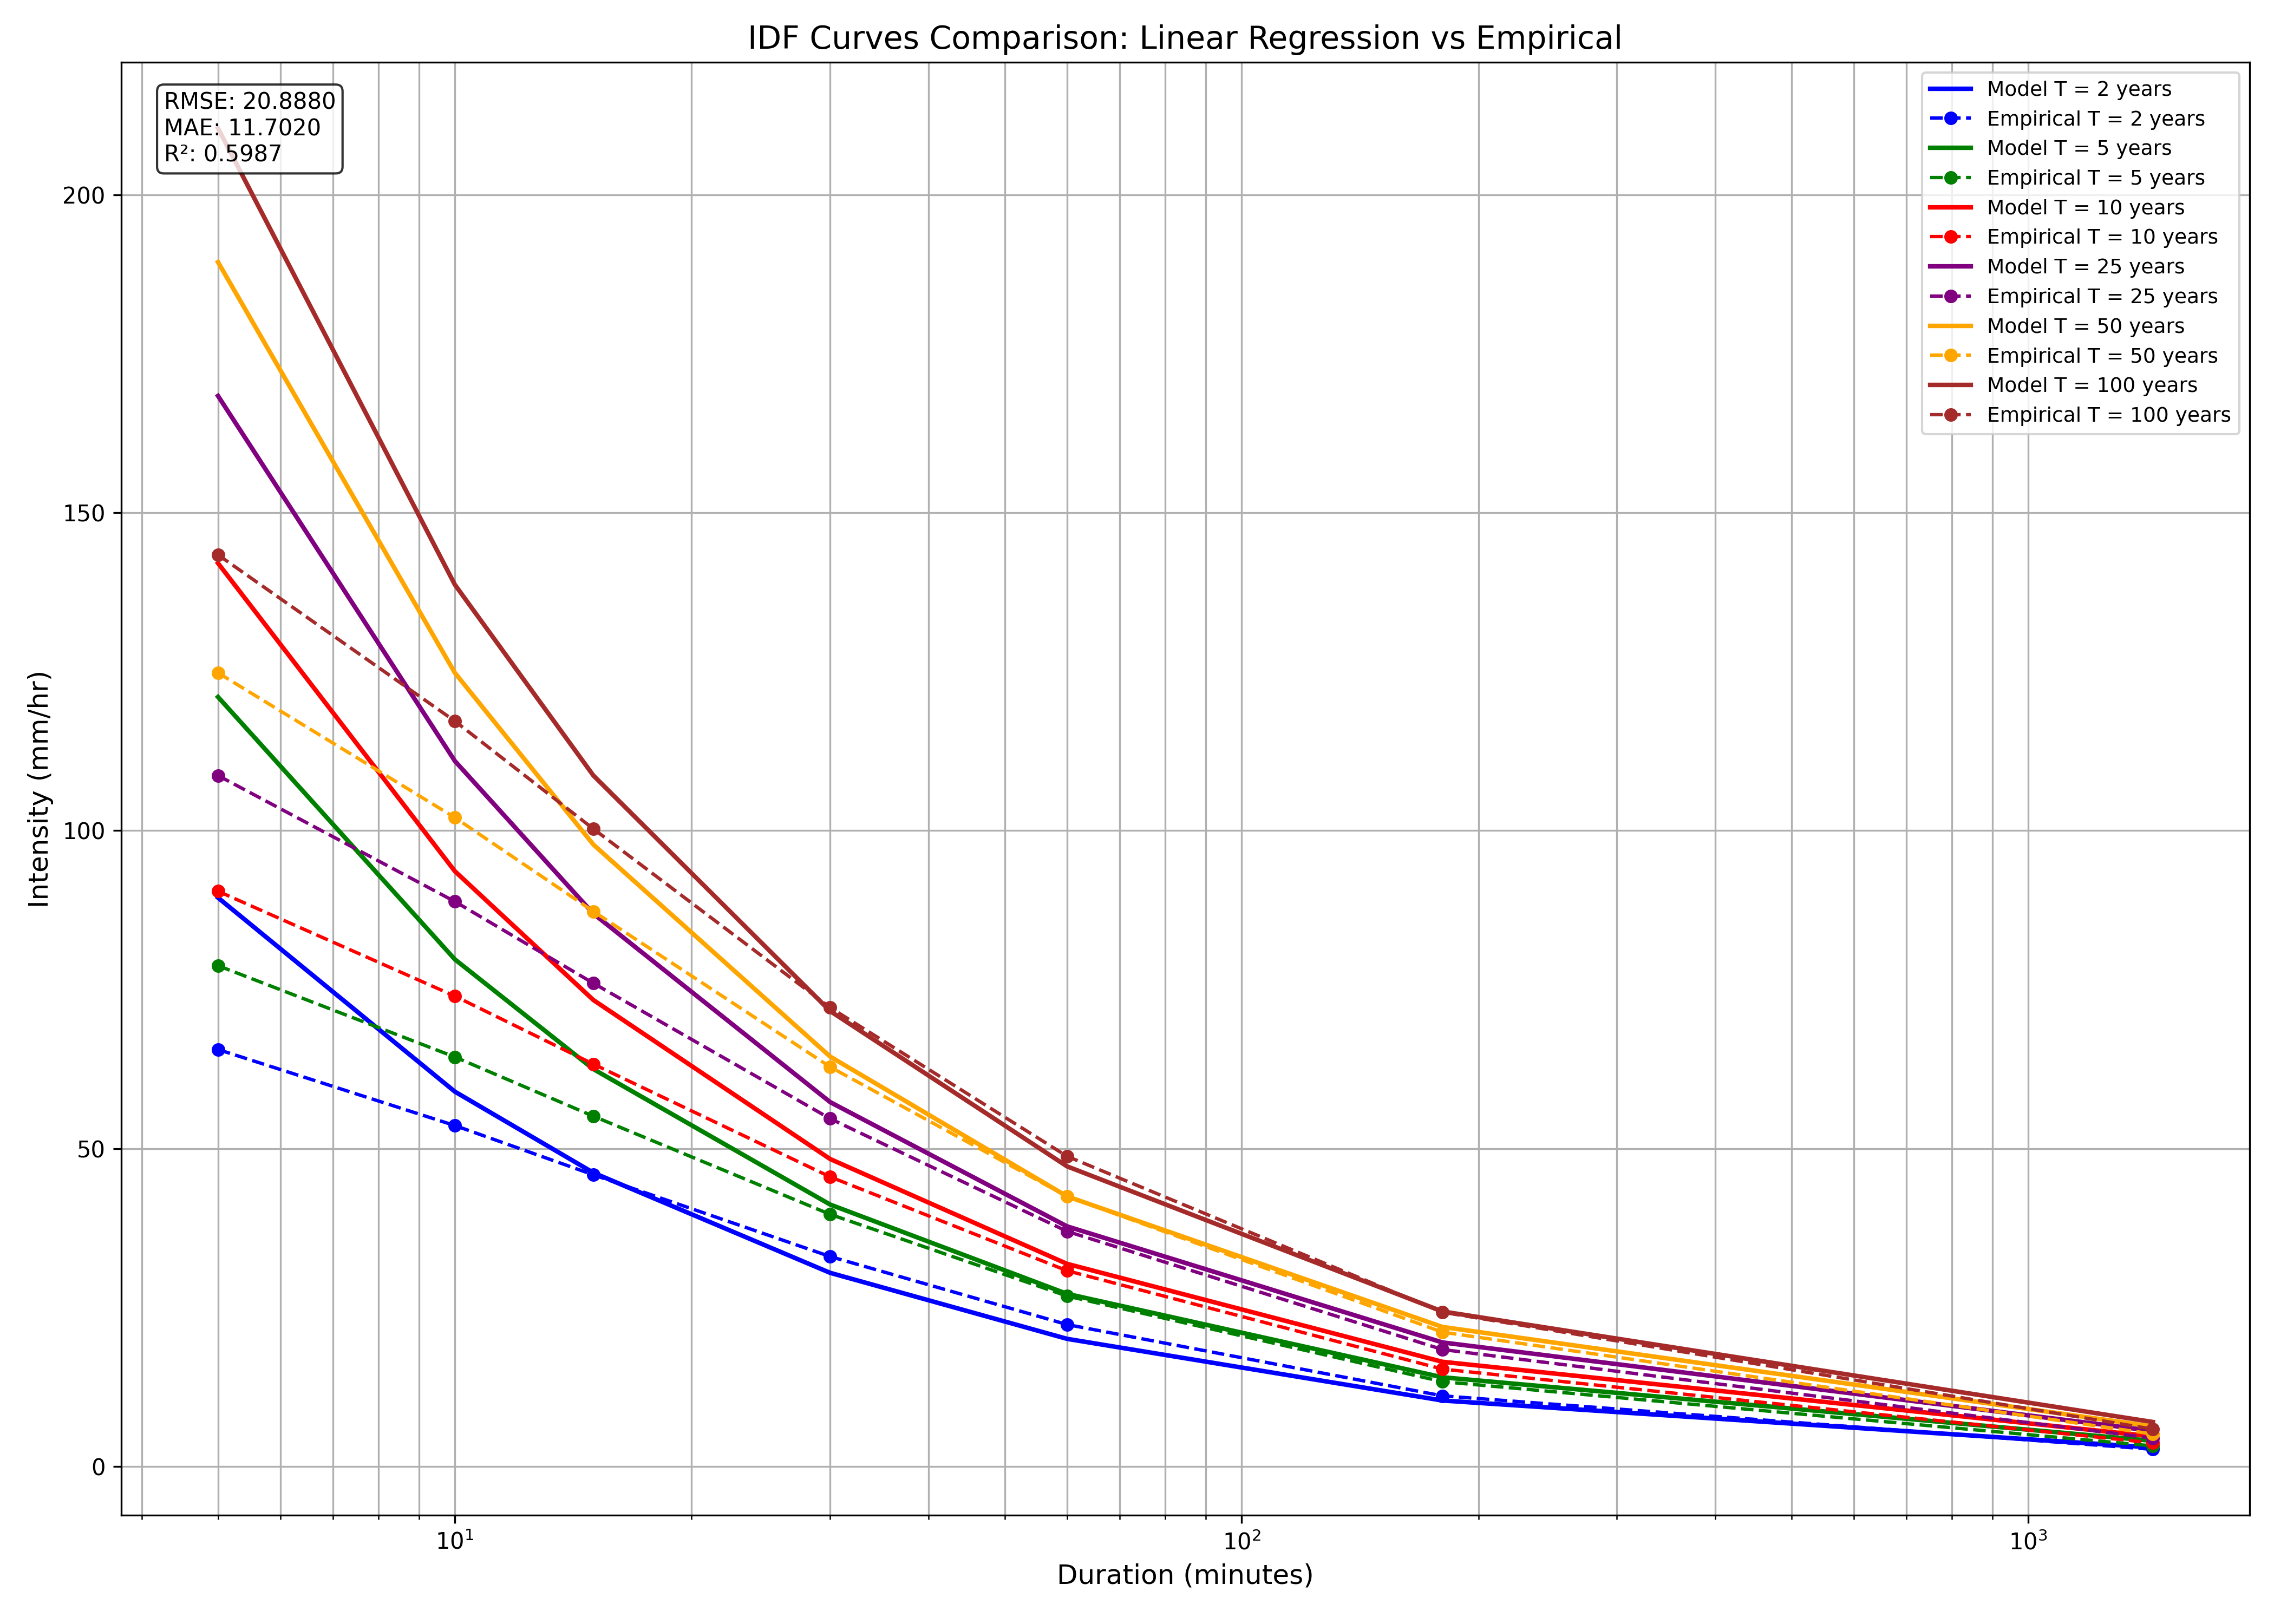 IDF Curves Comparison: Linear Regression vs Empirical
RMSE: 20.8880
MAE: 11.7020
R²: 0.5987
Model T = 2 years
Empirical T = 2 years
Model T = 5 years
Empirical T = 5 years
Model T = 10 years
Empirical T = 10 years
Model T = 25 years
Empirical T = 25 years
Model T = 50 years
Empirical T = 50 years
Model T = 100 years
Empirical T = 100 years
Intensity (mm/hr)
200
150
100
50
0
10¹
10²
10³
Duration (minutes)